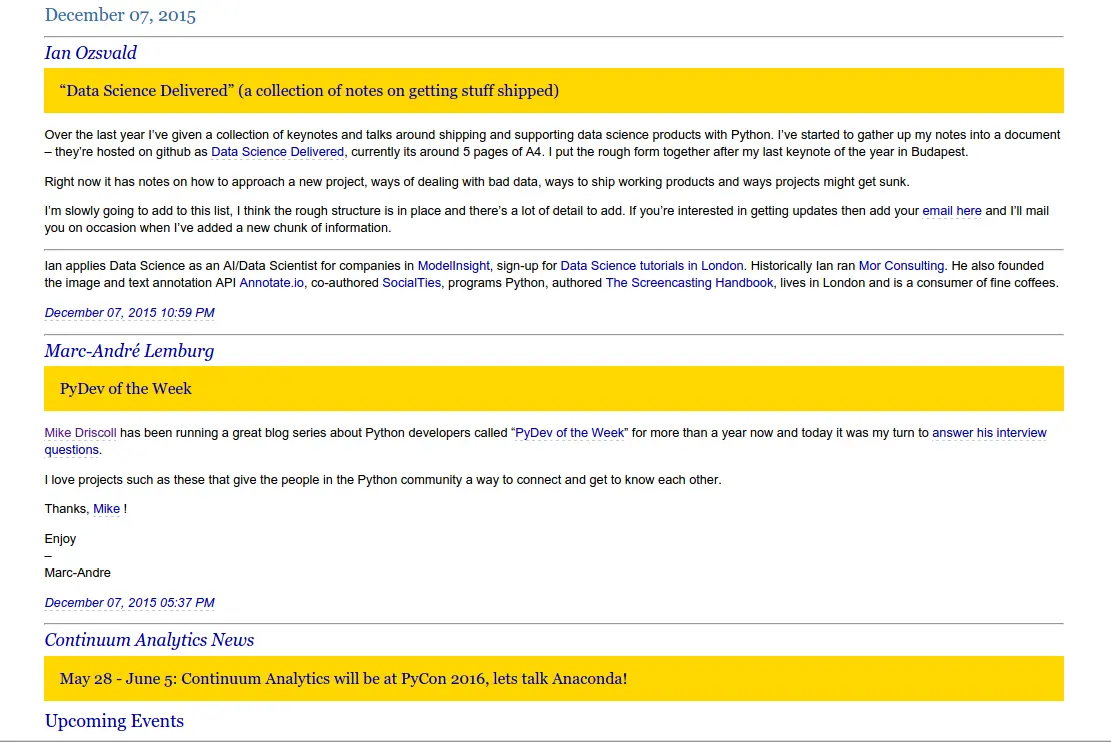 December 07, 2015
Ian Ozsvald
“Data Science Delivered” (a collection of notes on getting stuff shipped)
Over the last year I’ve given a collection of keynotes and talks around shipping and supporting data science products with Python. I’ve started to gather up my notes into a document
– they’re hosted on github as Data Science Delivered, currently its around 5 pages of A4. I put the rough form together after my last keynote of the year in Budapest.
Right now it has notes on how to approach a new project, ways of dealing with bad data, ways to ship working products and ways projects might get sunk.
I’m slowly going to add to this list, I think the rough structure is in place and there’s a lot of detail to add. If you’re interested in getting updates then add your email here and I’ll mail
you on occasion when I’ve added a new chunk of information.
Ian applies Data Science as an AI/Data Scientist for companies in ModelInsight, sign-up for Data Science tutorials in London. Historically Ian ran Mor Consulting. He also founded
the image and text annotation API Annotate.io, co-authored SocialTies, programs Python, authored The Screencasting Handbook, lives in London and is a consumer of fine coffees.
December 07, 2015 10:59 PM
Marc-André Lemburg
PyDev of the Week
Mike Driscoll has been running a great blog series about Python developers called “PyDev of the Week” for more than a year now and today it was my turn to answer his interview
questions.
I love projects such as these that give the people in the Python community a way to connect and get to know each other.
Thanks, Mike !
Enjoy
–
Marc-Andre
December 07, 2015 05:37 PM
Continuum Analytics News
May 28 - June 5: Continuum Analytics will be at PyCon 2016, lets talk Anaconda!
Upcoming Events